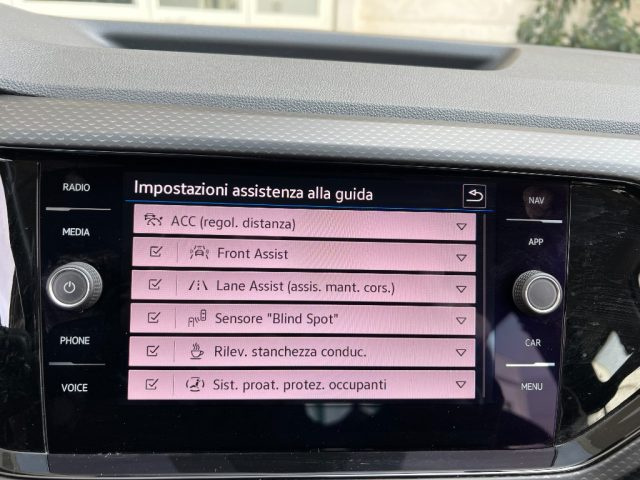 RADIO
MEDIA
PHONE
VOICE
Impostazioni assistenza alla guida
ACC (regol. distanza)
Front Assist
Lane Assist (assis. mant. cors.)
Sensore "Blind Spot"
Rilev. stanchezza conduc.
Sist. proat. protez. occupanti
NAV
APP
CAR
MENU